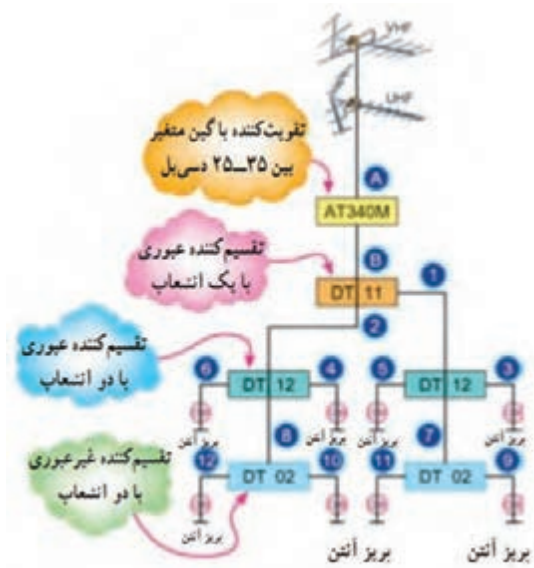 VHF
UHF
تقویت‌کننده با گین متغیر
بین ۳۵ــ۲۵ دسی‌بل
A
AT340M
تقسیم‌کننده عبوری
با یک انشعاب
B
1
DT 11
2
تقسیم‌کننده عبوری
با دو انشعاب
6
DT 12
4
5
DT 12
3
پریز آنتن
پریز آنتن
پریز آنتن
پریز آنتن
تقسیم‌کننده غیرعبوری
با دو انشعاب
8
7
12
DT 02
10
11
DT 02
9
پریز آنتن
پریز آنتن
پریز آنتن